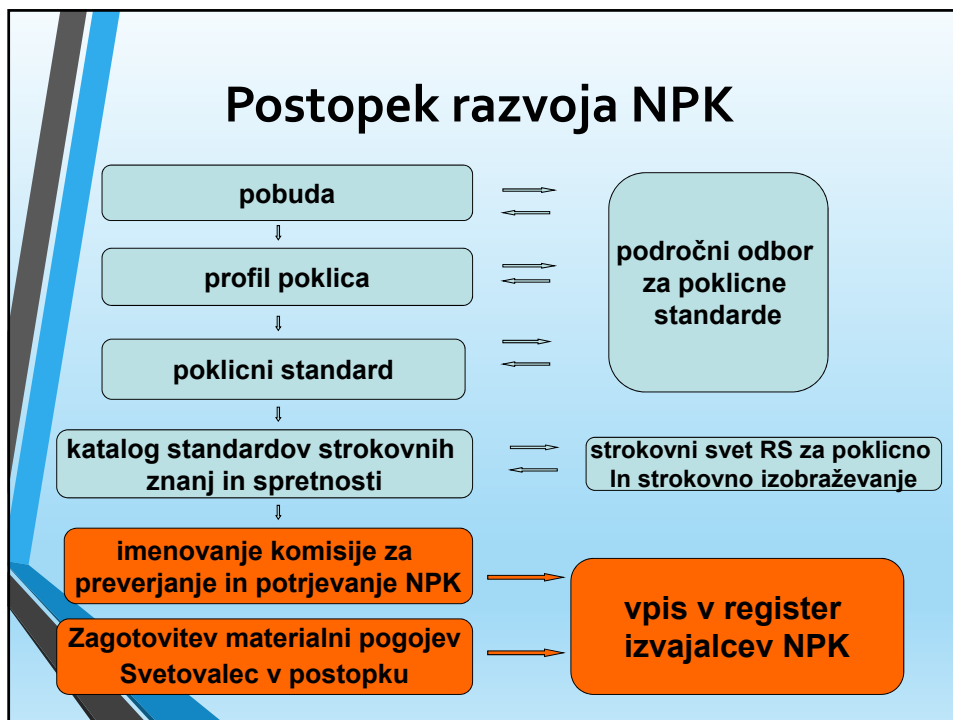 Postopek razvoja NPK
pobuda
profil poklica
poklicni standard
področni odbor
za poklicne
standarde
katalog standardov strokovnih
znanj in spretnosti
strokovni svet RS za poklicno
In strokovno izobraževanje
imenovanje komisije za
preverjanje in potrjevanje NPK
Zagotovitev materialni pogojev
Svetovalec v postopku
vpis v register
izvajalcev NPK